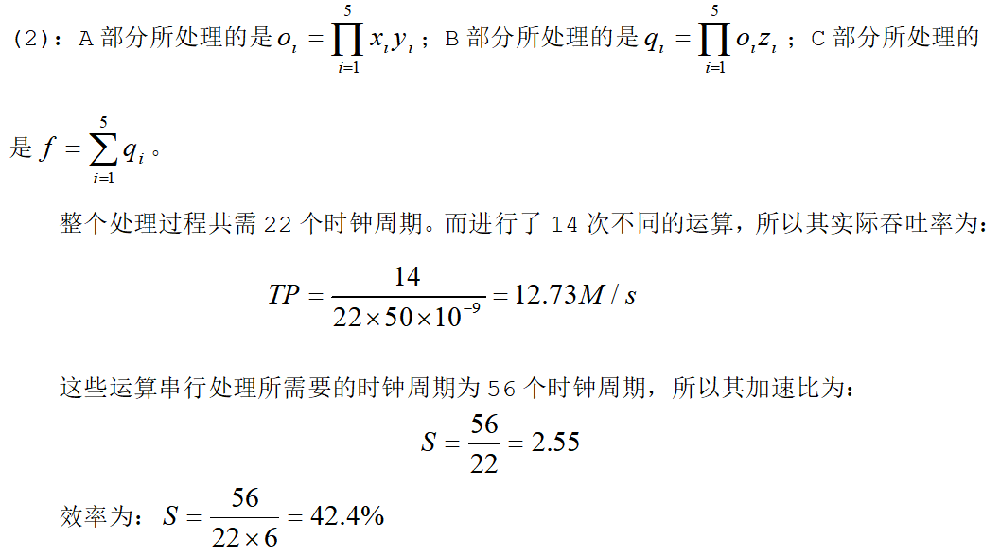 (2)：A 部分所处理的是 $o_i = \prod_{i=1}^{5} x_i y_i$；B 部分所处理的是 $q_i = \prod_{i=1}^{5} o_i z_i$；C 部分所处理的
是 $f = \sum_{i=1}^{5} q_i$。
整个处理过程共需 22 个时钟周期。而进行了 14 次不同的运算，所以其实际吞吐率为：
$TP = \frac{14}{22 \times 50 \times 10^{-9}} = 12.73M / s$
这些运算串行处理所需要的时钟周期为 56 个时钟周期，所以其加速比为：
$S = \frac{56}{22} = 2.55$
效率为：$S = \frac{56}{22 \times 6} = 42.4\%$